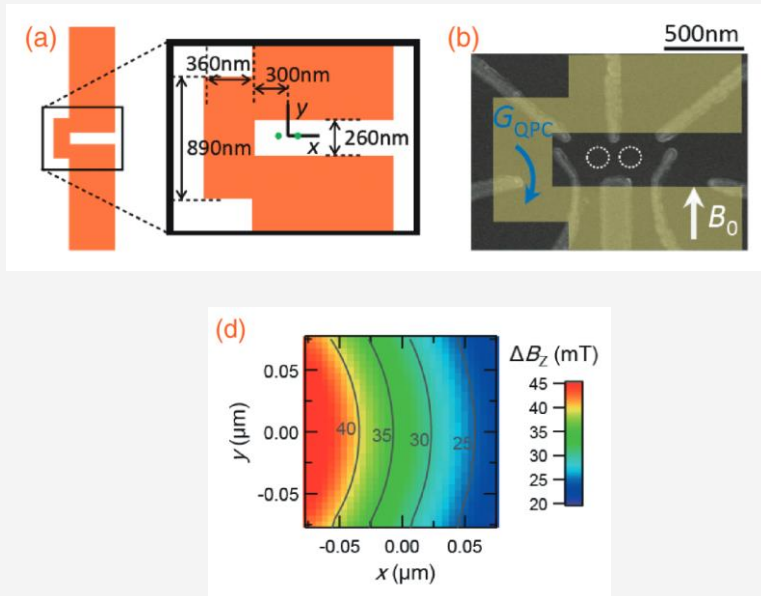 (a)
360nm
300nm
y
890nm
x
260nm
(b)
500nm
G_QPC
B_0
(d)
ΔB_Z (mT)
45
40
35
30
25
20
0.05
0.00
-0.05
40
35
30
25
-0.05
0.00
0.05
y (μm)
x (μm)